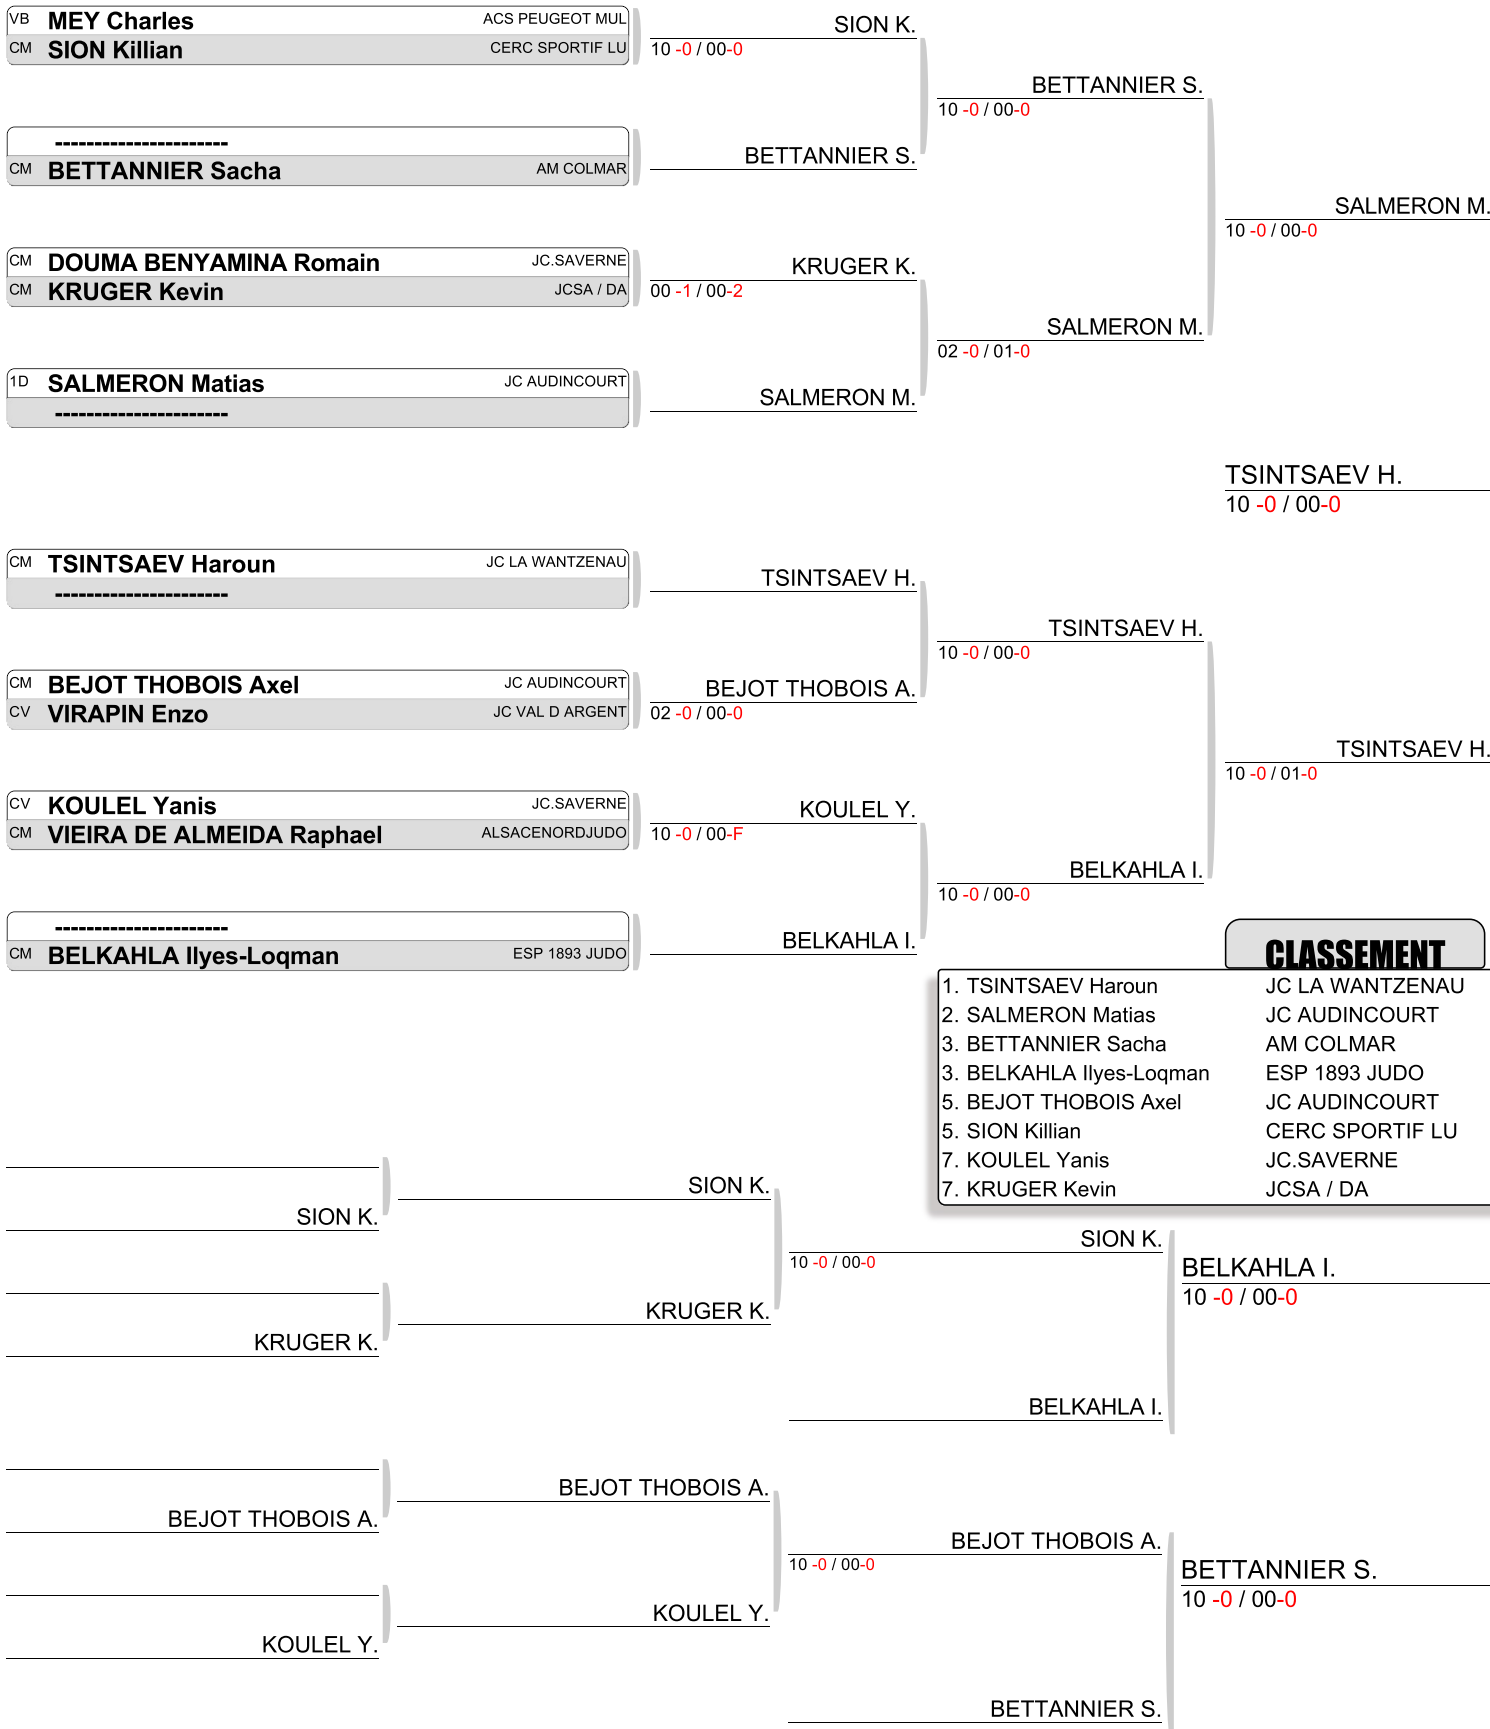 VB MEY Charles ACS PEUGEOT MUL
CM SION Killian CERC SPORTIF LU
SION K.
10 -0 / 00-0
BETTANNIER S.
10 -0 / 00-0
----------------------
CM BETTANNIER Sacha AM COLMAR
BETTANNIER S.
SALMERON M.
10 -0 / 00-0
CM DOUMA BENYAMINA Romain JC.SAVERNE
CM KRUGER Kevin JCSA / DA
KRUGER K.
00 -1 / 00-2
SALMERON M.
02 -0 / 01-0
1D SALMERON Matias JC AUDINCOURT
----------------------
SALMERON M.
TSINTSAEV H.
10 -0 / 00-0
CM TSINTSAEV Haroun JC LA WANTZENAU
----------------------
TSINTSAEV H.
TSINTSAEV H.
10 -0 / 00-0
CM BEJOT THOBOIS Axel JC AUDINCOURT
CV VIRAPIN Enzo JC VAL D ARGENT
BEJOT THOBOIS A.
02 -0 / 00-0
TSINTSAEV H.
10 -0 / 01-0
CV KOULEL Yanis JC.SAVERNE
CM VIEIRA DE ALMEIDA Raphael ALSACENORDJUDO
KOULEL Y.
10 -0 / 00-F
BELKAHLA I.
10 -0 / 00-0
----------------------
CM BELKAHLA Ilyes-Loqman ESP 1893 JUDO
BELKAHLA I.
CLASSEMENT
1. TSINTSAEV Haroun JC LA WANTZENAU
2. SALMERON Matias JC AUDINCOURT
3. BETTANNIER Sacha AM COLMAR
3. BELKAHLA Ilyes-Loqman ESP 1893 JUDO
5. BEJOT THOBOIS Axel JC AUDINCOURT
5. SION Killian CERC SPORTIF LU
7. KOULEL Yanis JC.SAVERNE
7. KRUGER Kevin JCSA / DA
SION K.
SION K.
SION K.
10 -0 / 00-0
BELKAHLA I.
10 -0 / 00-0
KRUGER K.
KRUGER K.
BELKAHLA I.
BEJOT THOBOIS A.
BEJOT THOBOIS A.
BEJOT THOBOIS A.
10 -0 / 00-0
BETTANNIER S.
10 -0 / 00-0
KOULEL Y.
KOULEL Y.
BETTANNIER S.